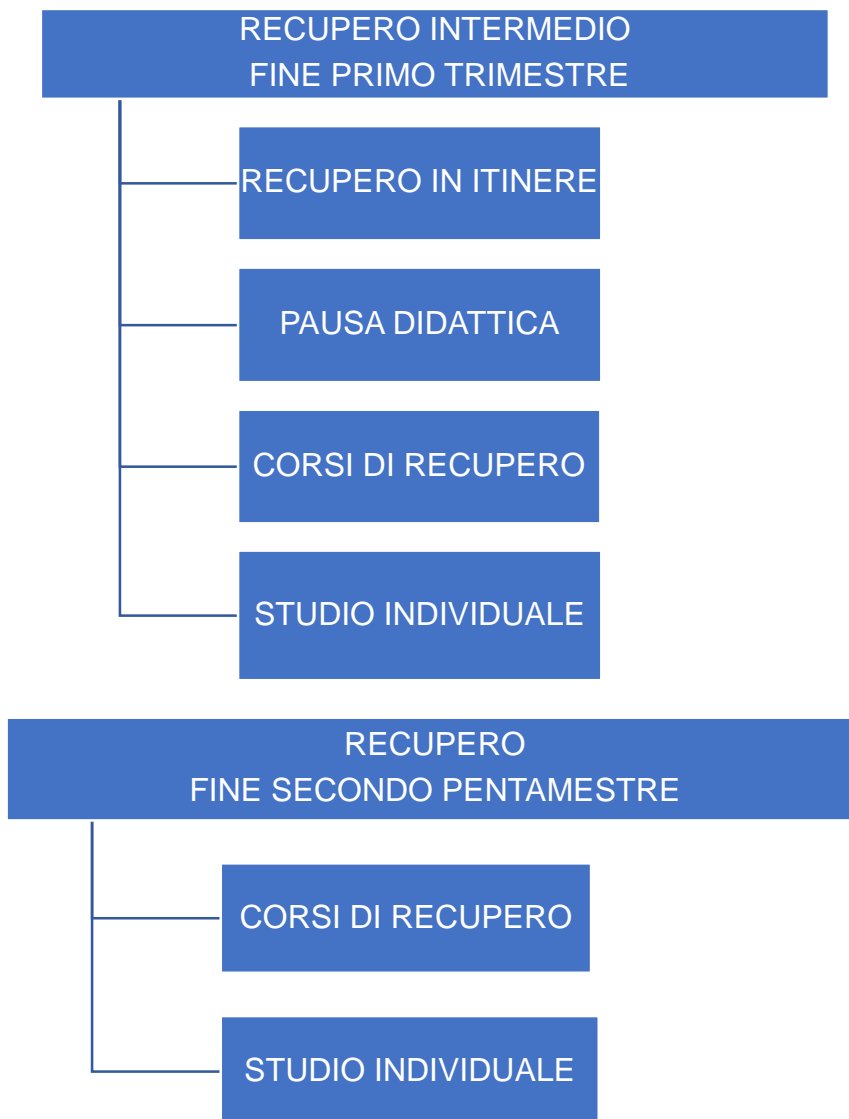 RECUPERO INTERMEDIO
FINE PRIMO TRIMESTRE
RECUPERO IN ITINERE
PAUSA DIDATTICA
CORSI DI RECUPERO
STUDIO INDIVIDUALE
RECUPERO
FINE SECONDO PENTAMESTRE
CORSI DI RECUPERO
STUDIO INDIVIDUALE